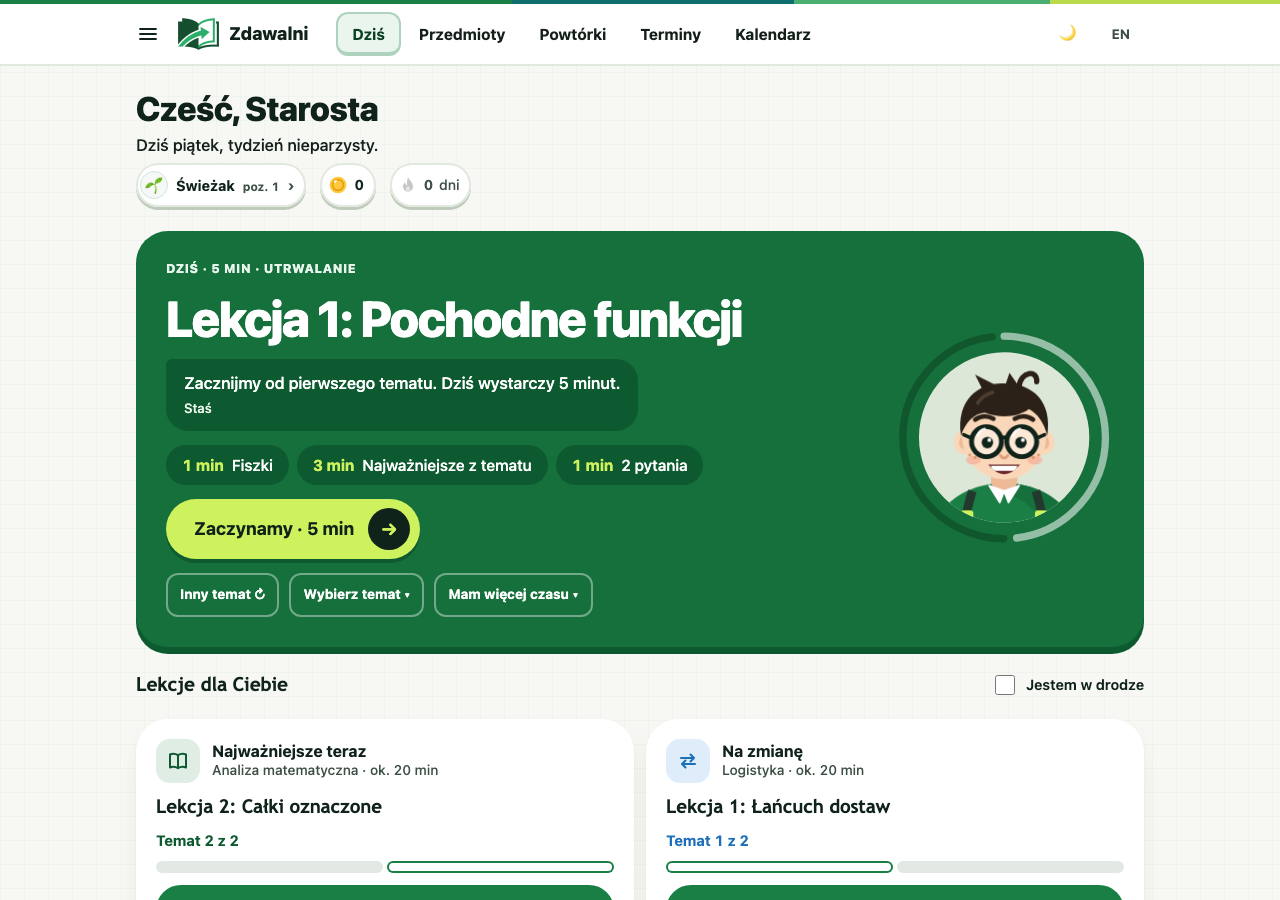 Zdawalni
Dziś
Przedmioty
Powtórki
Terminy
Kalendarz
EN
Cześć, Starosta
Dziś piątek, tydzień nieparzysty.
Świeżak poz. 1 ›
0
0 dni
DZIŚ · 5 MIN · UTRWALANIE
Lekcja 1: Pochodne funkcji
Zacznijmy od pierwszego tematu. Dziś wystarczy 5 minut.
Staś
1 min Fiszki
3 min Najważniejsze z tematu
1 min 2 pytania
Zaczynamy · 5 min →
Inny temat ↻
Wybierz temat ▾
Mam więcej czasu ▾
Lekcje dla Ciebie
Jestem w drodze
Najważniejsze teraz
Analiza matematyczna · ok. 20 min
Lekcja 2: Całki oznaczone
Temat 2 z 2
Na zmianę
Logistyka · ok. 20 min
Lekcja 1: Łańcuch dostaw
Temat 1 z 2